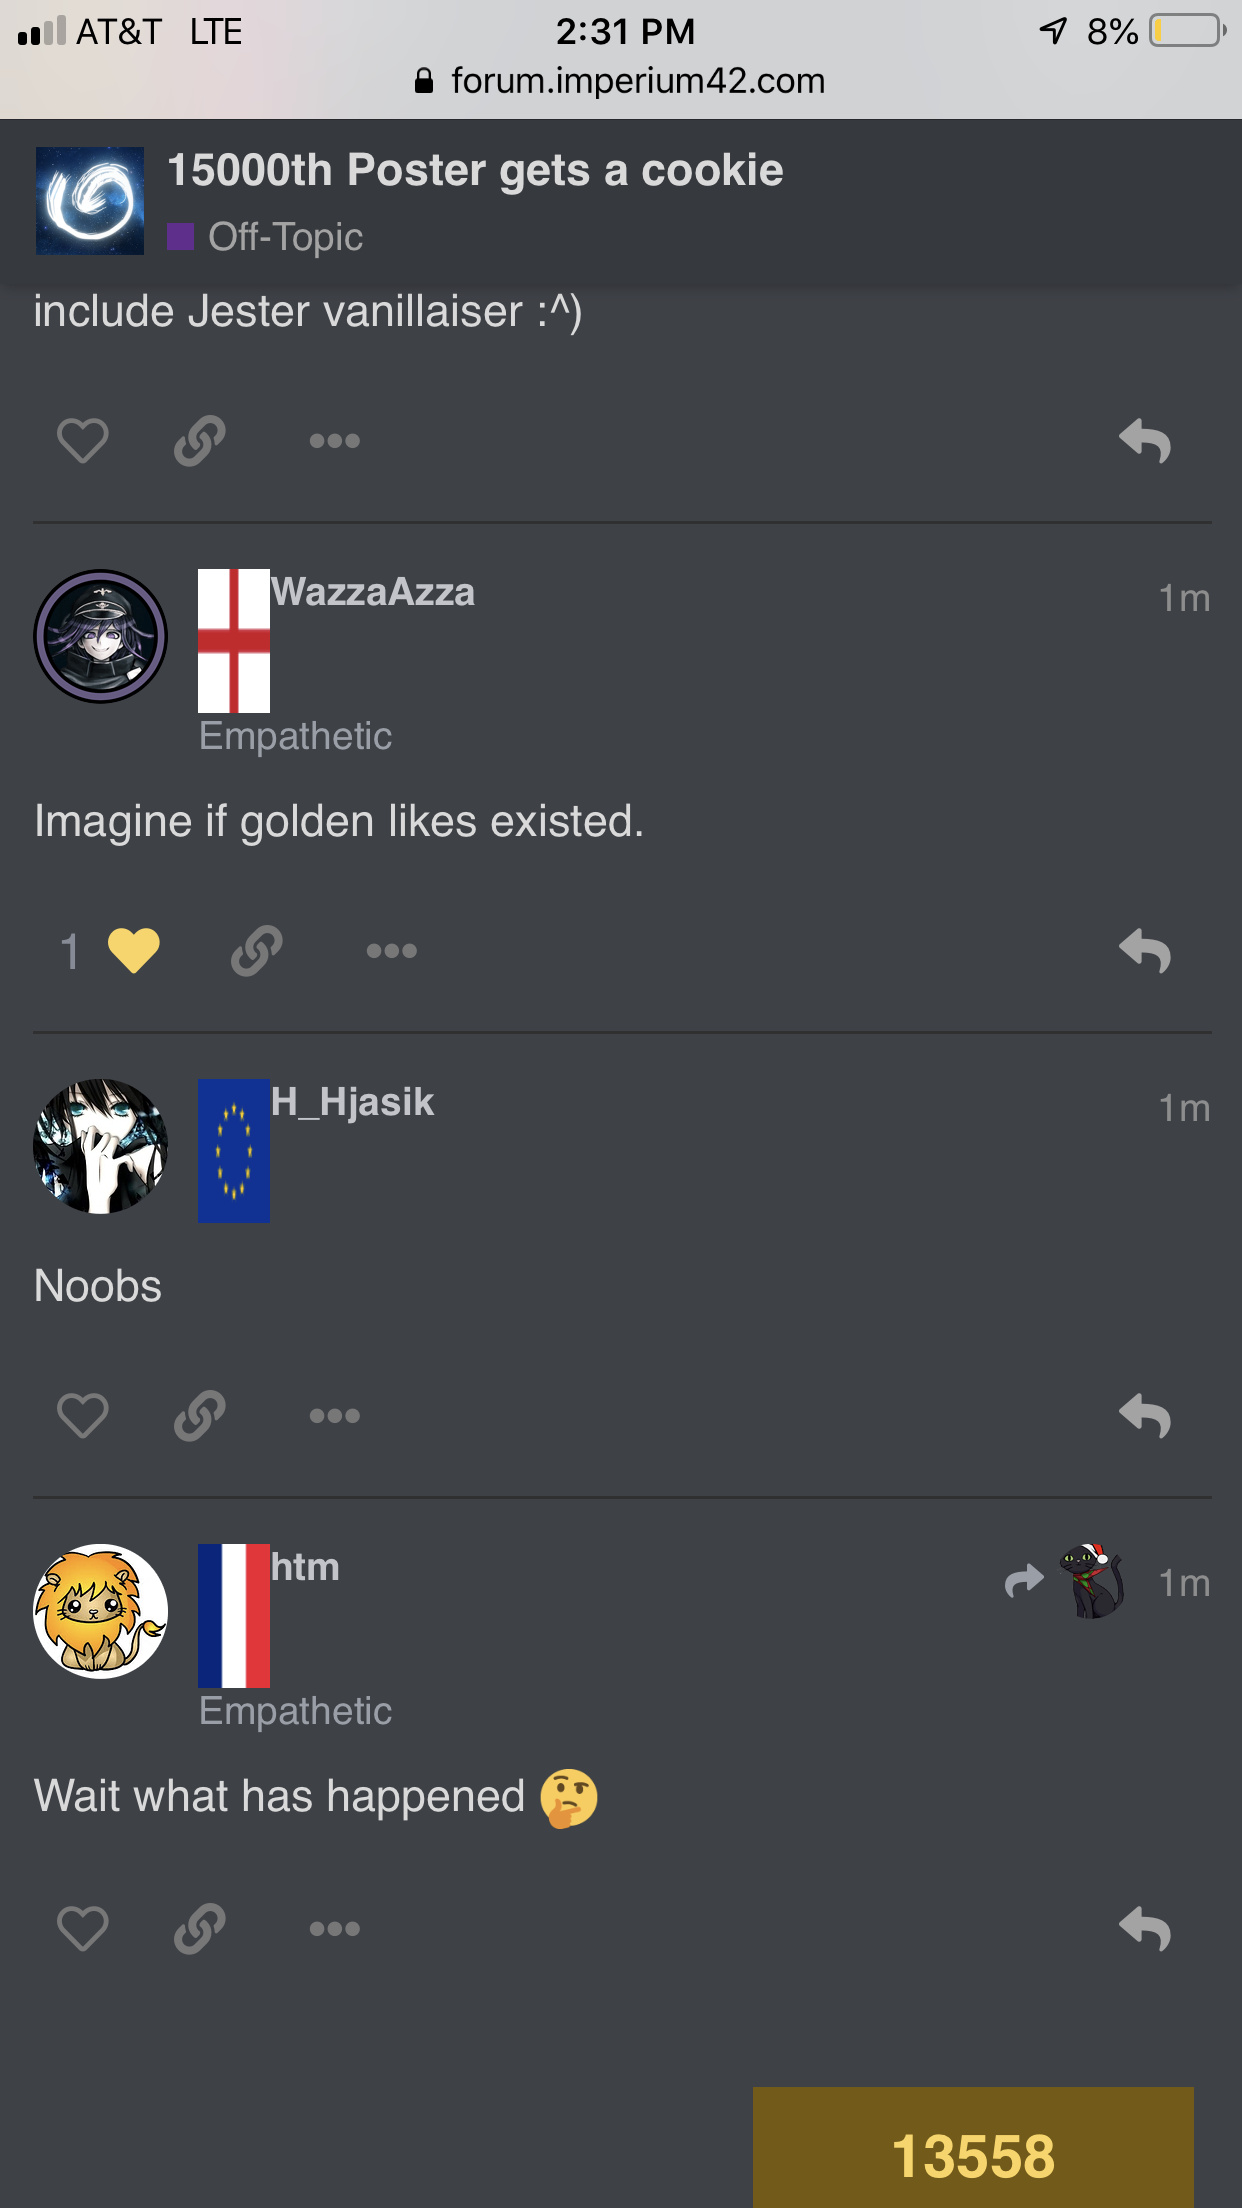 AT&T LTE 2:31 PM 8%
forum.imperium42.com
15000th Poster gets a cookie
Off-Topic
include Jester vanillaiser :^)
WazzaAzza 1m
Empathetic
Imagine if golden likes existed.
1
H_Hjasik 1m
Noobs
htm 1m
Empathetic
Wait what has happened 🤔
13558